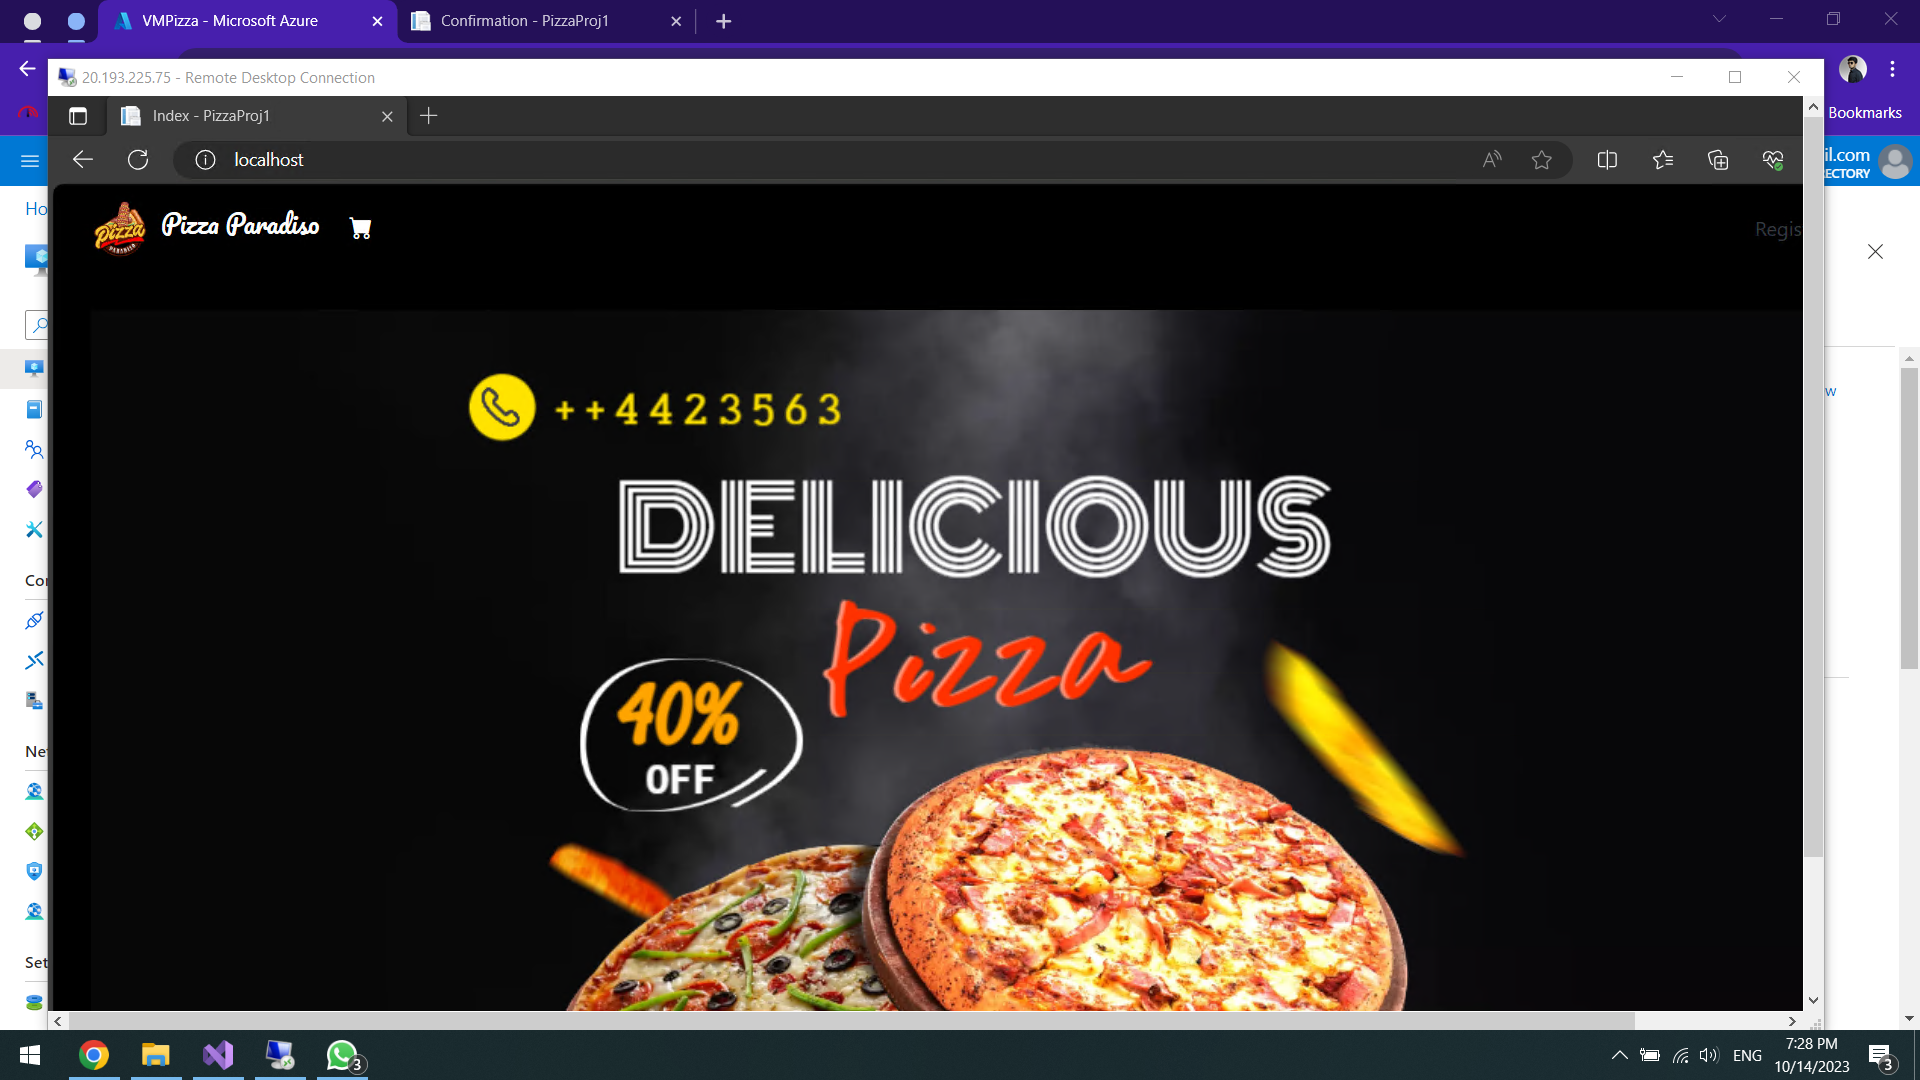 VMPizza - Microsoft Azure
Confirmation - PizzaProj1
20.193.225.75 - Remote Desktop Connection
Bookmarks
Index - PizzaProj1
localhost
il.com
ECTORY
Ho
Pizza
PARADISO
Pizza Paradiso
Regis
w
++4423563
DELICIOUS
Pizza
40%
OFF
Cor
Ne
Set
3
ENG
7:28 PM
10/14/2023
3